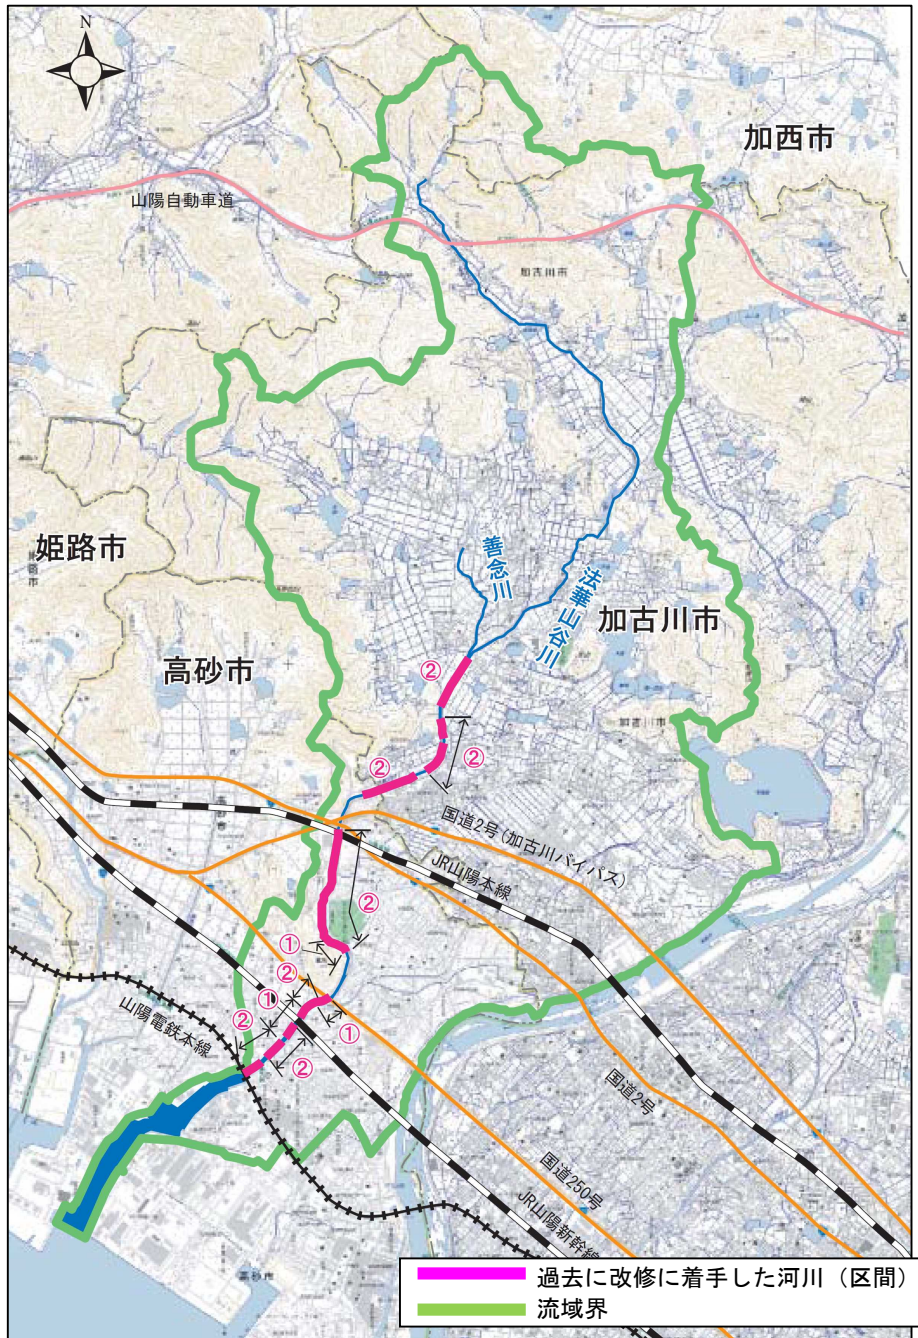 N
加西市
山陽自動車道
加古川市
姫路市
善念川
法華山谷川
加古川市
高砂市
②
加古川市
②
②
国道2号(加古川バイパス)
JR山陽本線
②
①
②
①
②
①
②
山陽電鉄本線
国道2号
国道250号
JR山陽新幹線
高砂市
過去に改修に着手した河川（区間）
流域界